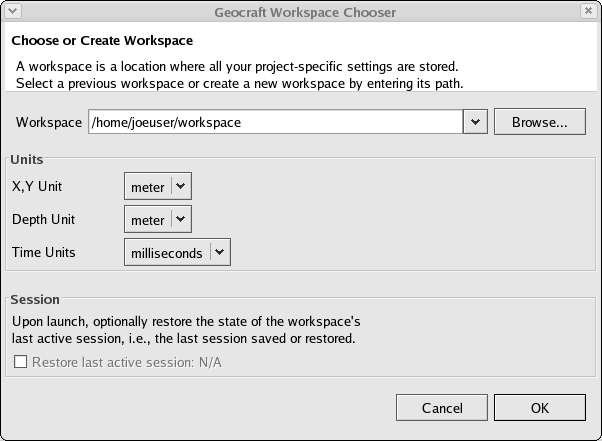 Geocraft Workspace Chooser
Choose or Create Workspace
A workspace is a location where all your project-specific settings are stored.
Select a previous workspace or create a new workspace by entering its path.
Workspace /home/joeuser/workspace Browse...
Units
X,Y Unit meter
Depth Unit meter
Time Units milliseconds
Session
Upon launch, optionally restore the state of the workspace's
last active session, i.e., the last session saved or restored.
Restore last active session: N/A
Cancel OK